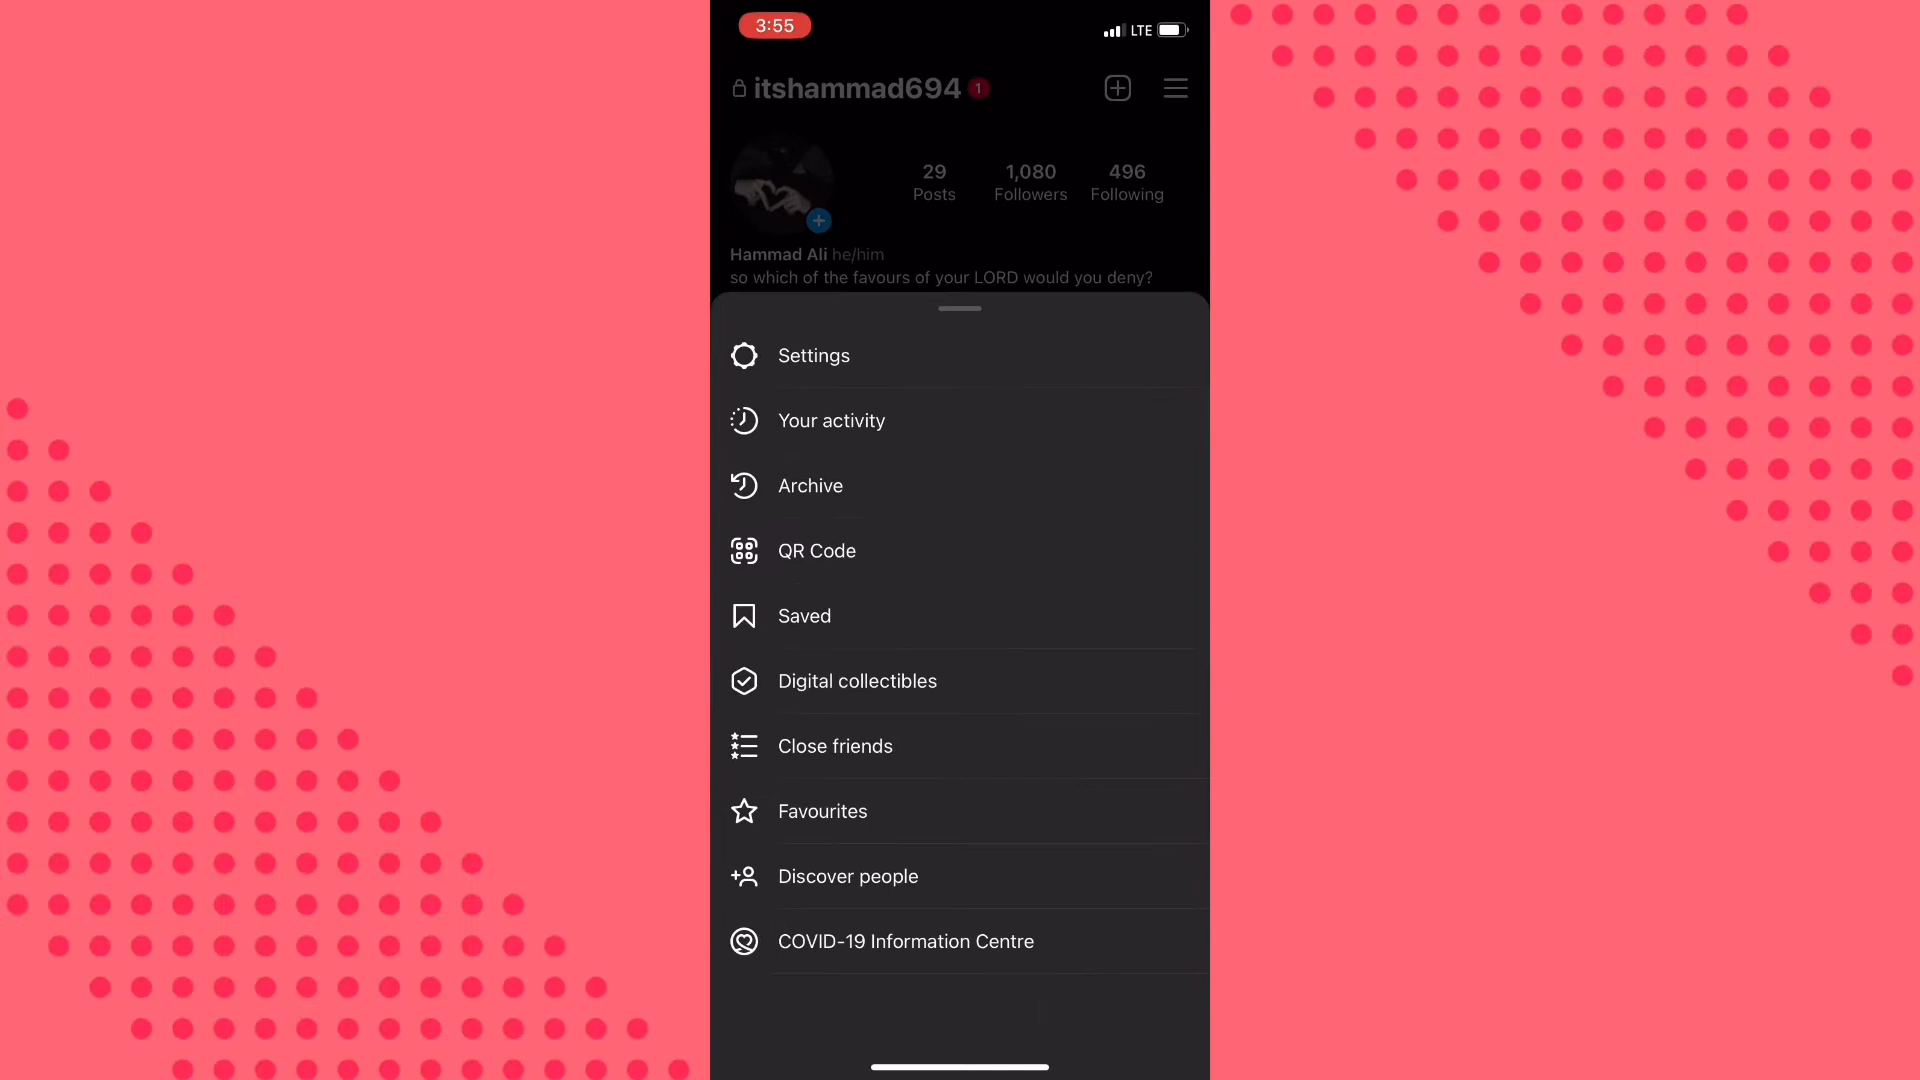 3:55
LTE
itshammad694 1
29 1,080 496
Posts Followers Following
Hammad Ali he/him
so which of the favours of your LORD would you deny?
Settings
Your activity
Archive
QR Code
Saved
Digital collectibles
Close friends
Favourites
Discover people
COVID-19 Information Centre